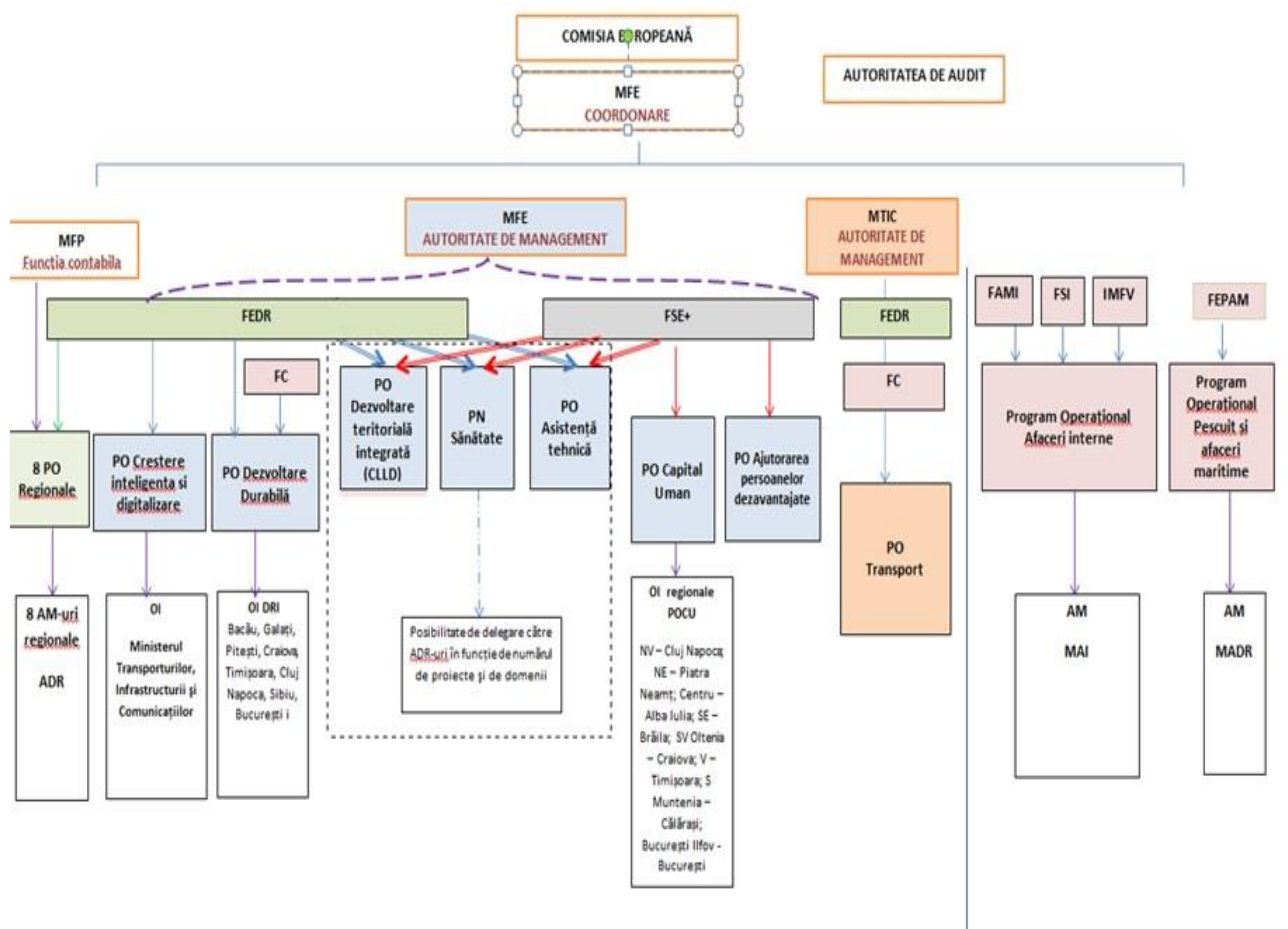 COMISIA EUROPEANĂ
MFE
COORDONARE
AUTORITATEA DE AUDIT
MFP
Functia contabila
MFE
AUTORITATE DE MANAGEMENT
MTIC
AUTORITATE DE
MANAGEMENT
FEDR
FSE+
FEDR
FAMI
FSI
IMFV
FEPAM
FC
FC
8 PO
Regionale
PO Crestere
inteligenta si
digitalizare
PO Dezvoltare
Durabilă
PO
Dezvoltare
teritorială
integrată
(CLLD)
PN
Sănătate
PO
Asistență
tehnică
PO Capital
Uman
PO Ajutorarea
persoanelor
dezavantajate
PO
Transport
Program Operațional
Afaceri interne
Program
Operațional
Pescuit si
afaceri
maritime
8 AM-uri
regionale
ADR
OI
Ministerul
Transporturilor,
Infrastructurii și
Comunicațiilor
OI DRI
Bacău, Galați,
Pitești, Craiova,
Timișoara, Cluj
Napoca, Sibiu,
București i
Posibilitate de delegare către
ADR-uri în funcție de numărul
de proiecte și de domenii
OI regionale
POCU
NV – Cluj Napoca;
NE – Piatra
Neamț; Centru –
Alba Iulia; SE –
Brăila; SV Oltenia
– Craiova; V –
Timișoara; S
Muntenia –
Călărași;
București Ilfov -
București
AM
MAI
AM
MADR